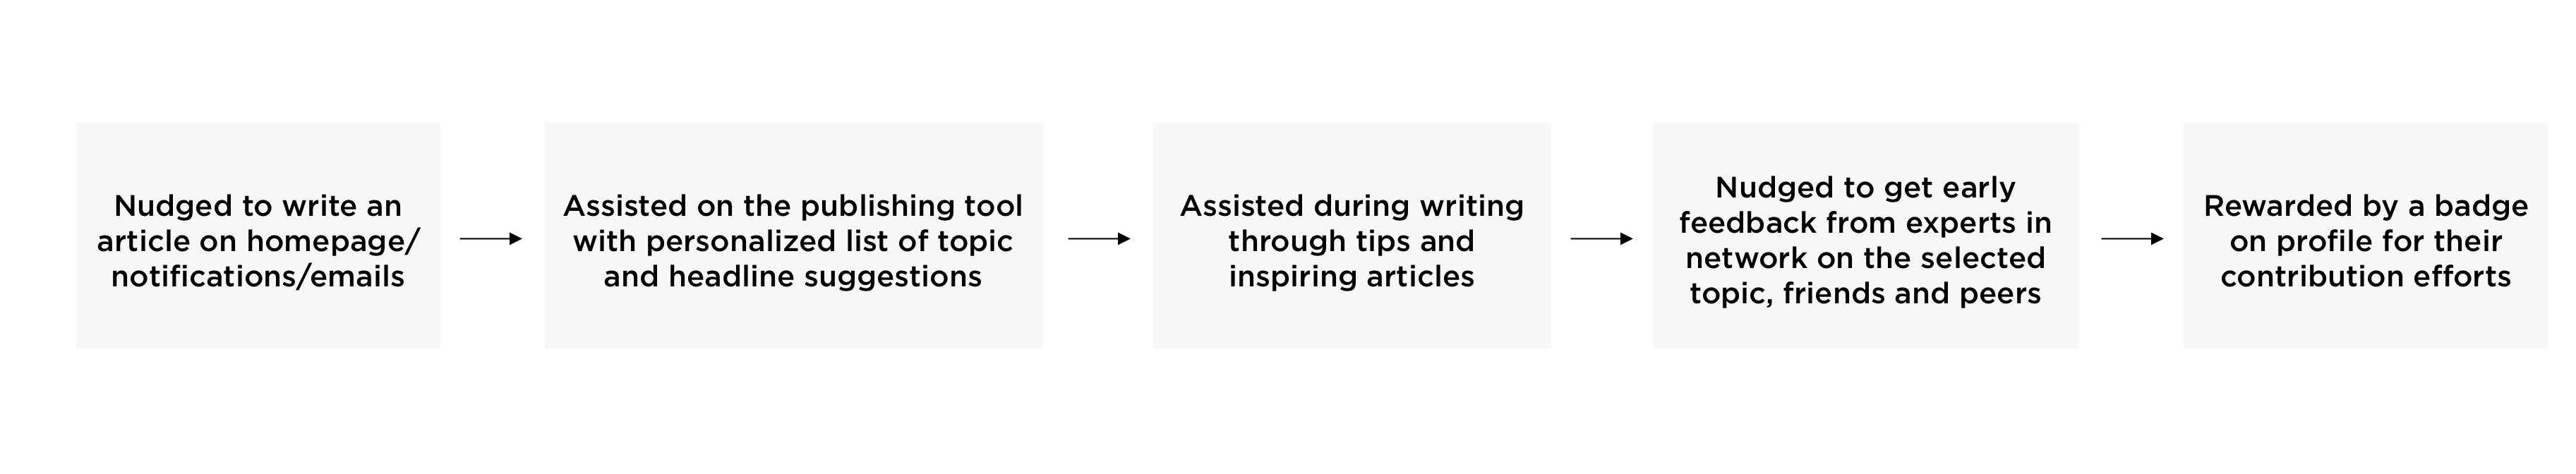 Nudged to write an
article on homepage/
notifications/emails
Assisted on the publishing tool
with personalized list of topic
and headline suggestions
Assisted during writing
through tips and
inspiring articles
Nudged to get early
feedback from experts in
network on the selected
topic, friends and peers
Rewarded by a badge
on profile for their
contribution efforts